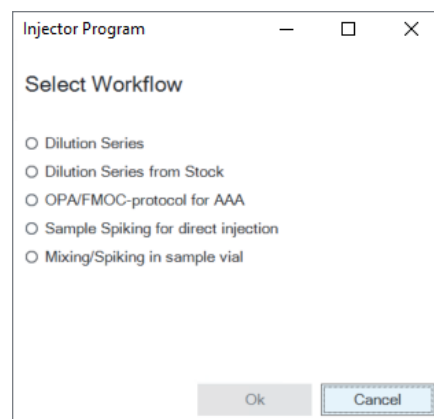 Injector Program
Select Workflow
Dilution Series
Dilution Series from Stock
OPA/FMOC-protocol for AAA
Sample Spiking for direct injection
Mixing/Spiking in sample vial
Ok
Cancel